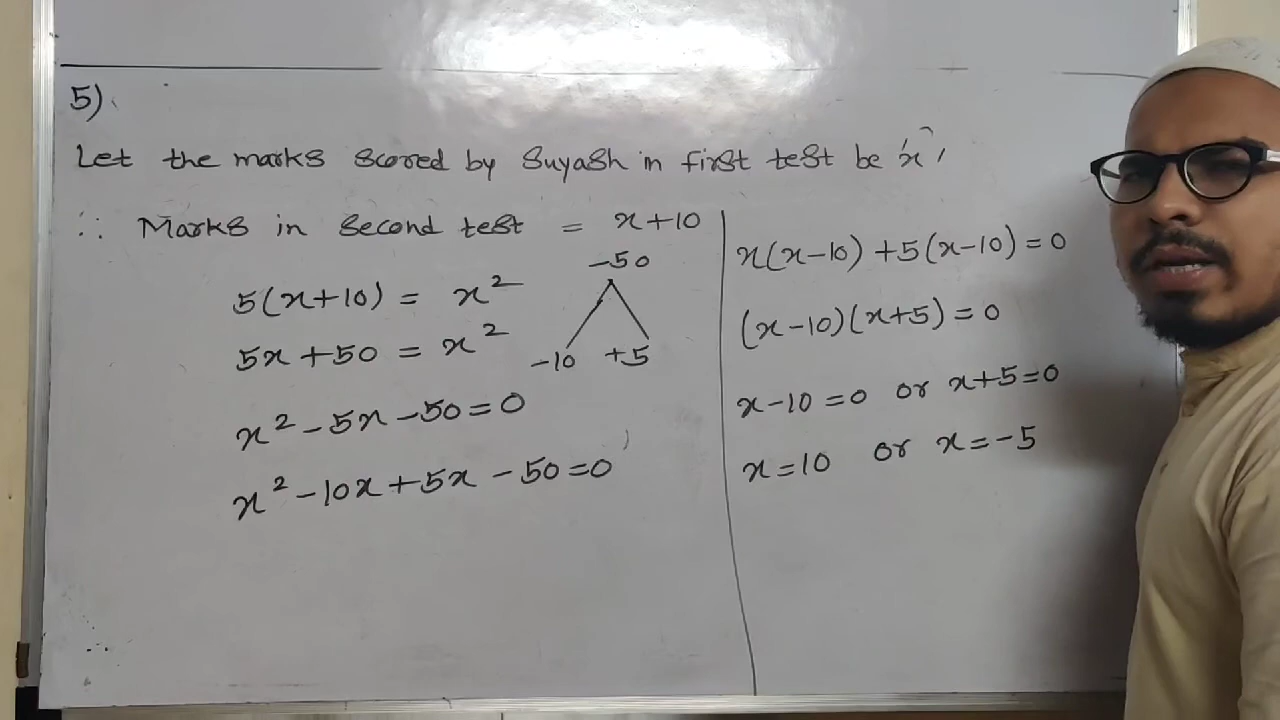 5)
Let the marks scored by Suyash in first test be 'x'
∴ Marks in Second test = x+10
5(x+10) = x²
5x+50 = x²
x²-5x-50=0
x²-10x+5x-50=0
-50
-10 +5
x(x-10)+5(x-10)=0
(x-10)(x+5)=0
x-10=0 or x+5=0
x=10 or x=-5